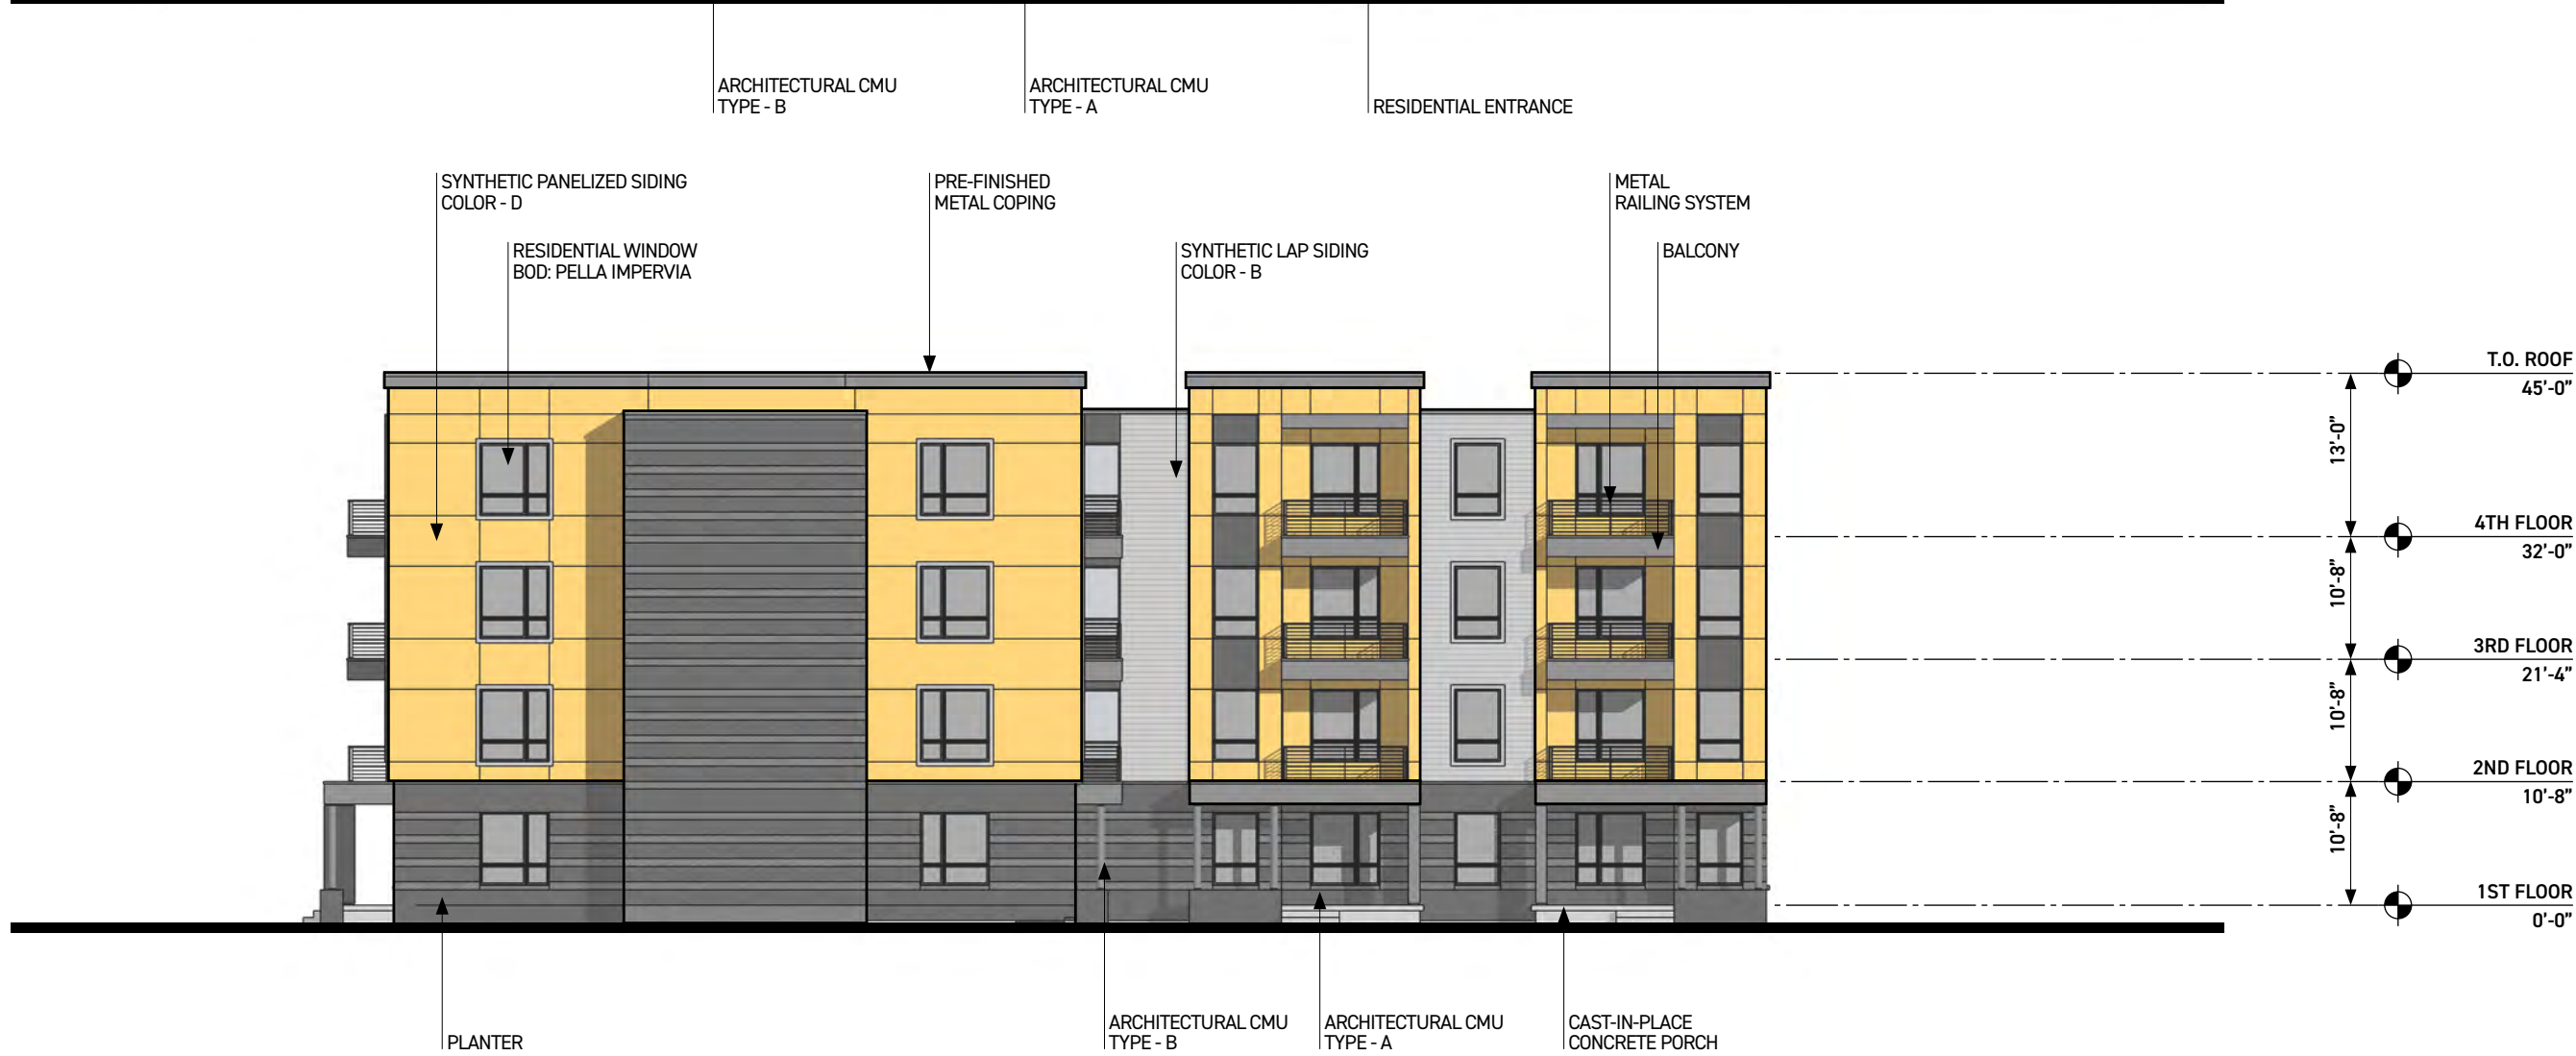 ARCHITECTURAL CMU
TYPE - B
ARCHITECTURAL CMU
TYPE - A
RESIDENTIAL ENTRANCE
SYNTHETIC PANELIZED SIDING
COLOR - D
PRE-FINISHED
METAL COPING
METAL
RAILING SYSTEM
RESIDENTIAL WINDOW
BOD: PELLA IMPERVIA
SYNTHETIC LAP SIDING
COLOR - B
BALCONY
T.O. ROOF
45'-0"
13'-0"
4TH FLOOR
32'-0"
10'-8"
3RD FLOOR
21'-4"
10'-8"
2ND FLOOR
10'-8"
10'-8"
1ST FLOOR
0'-0"
PLANTER
ARCHITECTURAL CMU
TYPE - B
ARCHITECTURAL CMU
TYPE - A
CAST-IN-PLACE
CONCRETE PORCH